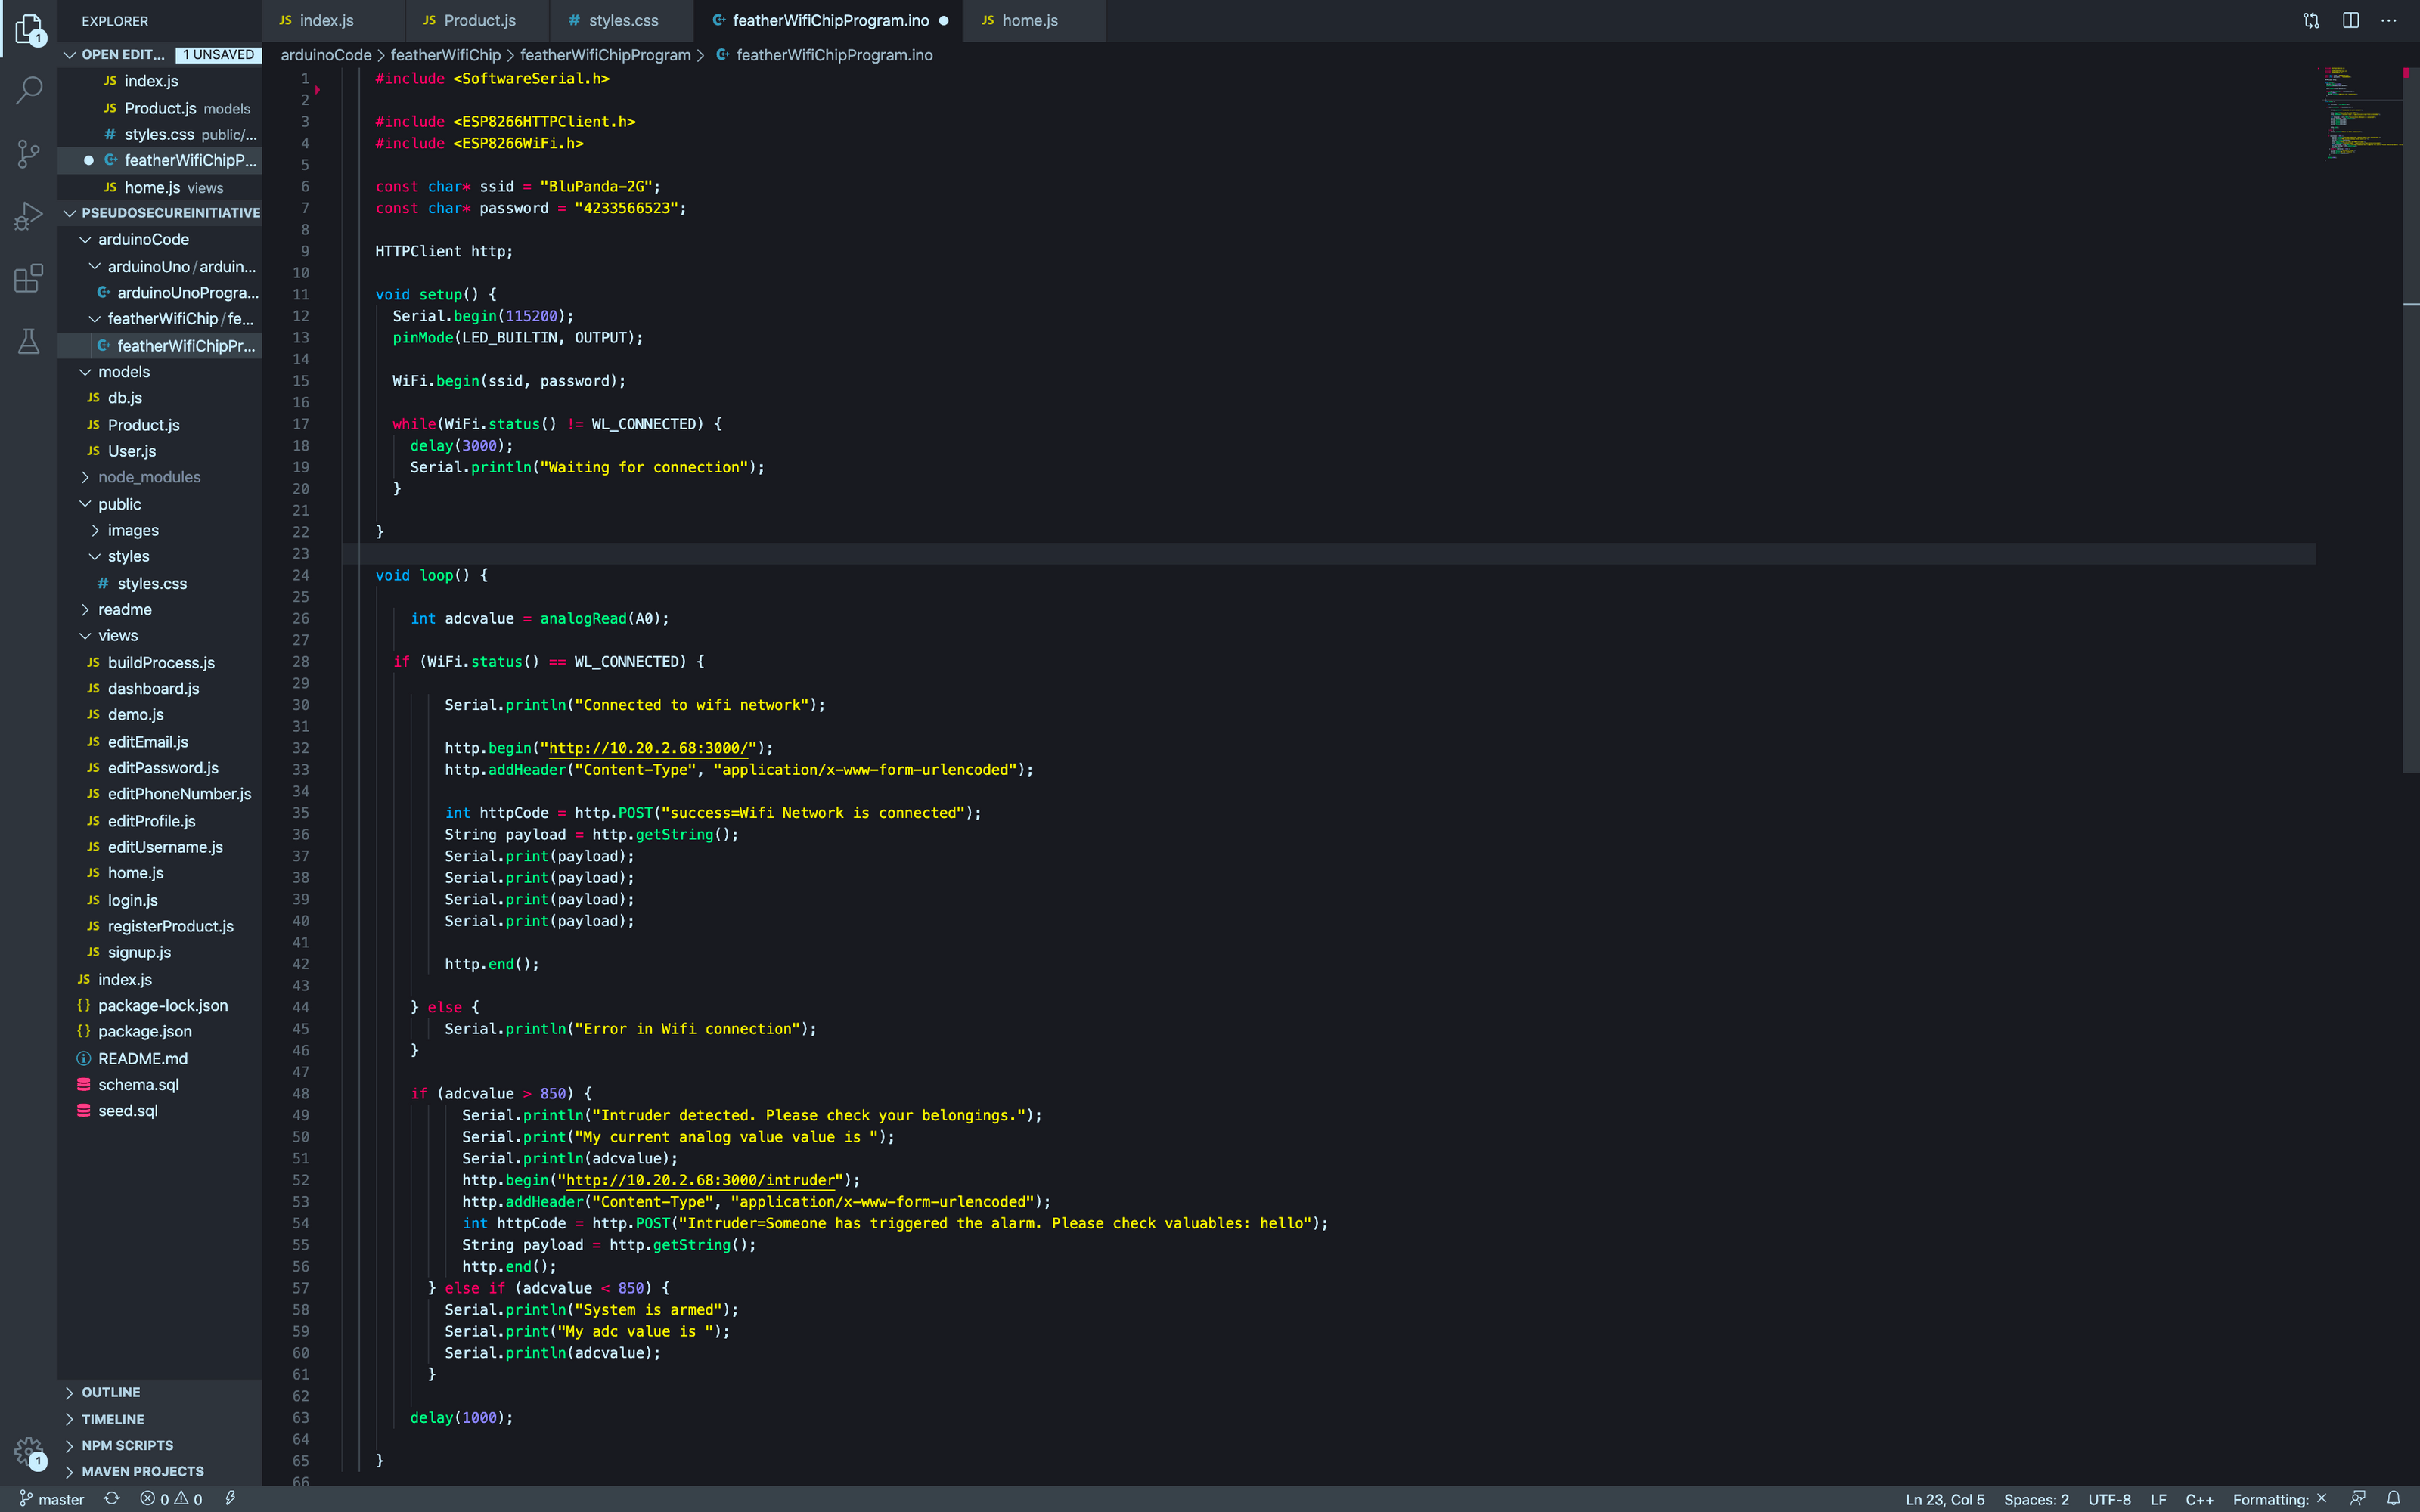 EXPLORER
OPEN EDIT... 1 UNSAVED
JS index.js
JS Product.js models
# styles.css public/...
featherWifiChipP...
JS home.js views
PSEUDOSECUREINITIATIVE
arduinoCode
arduinoUno / arduin...
arduinoUnoProgra...
featherWifiChip / fe...
featherWifiChipPr...
models
JS db.js
JS Product.js
JS User.js
node_modules
public
images
styles
# styles.css
readme
views
JS buildProcess.js
JS dashboard.js
JS demo.js
JS editEmail.js
JS editPassword.js
JS editPhoneNumber.js
JS editProfile.js
JS editUsername.js
JS home.js
JS login.js
JS registerProduct.js
JS signup.js
JS index.js
{} package-lock.json
{} package.json
README.md
schema.sql
seed.sql
OUTLINE
TIMELINE
NPM SCRIPTS
MAVEN PROJECTS
1
1
JS index.js JS Product.js # styles.css featherWifiChipProgram.ino JS home.js
arduinoCode > featherWifiChip > featherWifiChipProgram > featherWifiChipProgram.ino
1 #include <SoftwareSerial.h>
2
3 #include <ESP8266HTTPClient.h>
4 #include <ESP8266WiFi.h>
5
6 const char* ssid = "BluPanda-2G";
7 const char* password = "4233566523";
8
9 HTTPClient http;
10
11 void setup() {
12 Serial.begin(115200);
13 pinMode(LED_BUILTIN, OUTPUT);
14
15 WiFi.begin(ssid, password);
16
17 while(WiFi.status() != WL_CONNECTED) {
18 delay(3000);
19 Serial.println("Waiting for connection");
20 }
21
22 }
23
24 void loop() {
25
26 int adcvalue = analogRead(A0);
27
28 if (WiFi.status() == WL_CONNECTED) {
29
30 Serial.println("Connected to wifi network");
31
32 http.begin("http://10.20.2.68:3000/");
33 http.addHeader("Content-Type", "application/x-www-form-urlencoded");
34
35 int httpCode = http.POST("success=Wifi Network is connected");
36 String payload = http.getString();
37 Serial.print(payload);
38 Serial.print(payload);
39 Serial.print(payload);
40 Serial.print(payload);
41
42 http.end();
43
44 } else {
45 Serial.println("Error in Wifi connection");
46 }
47
48 if (adcvalue > 850) {
49 Serial.println("Intruder detected. Please check your belongings.");
50 Serial.print("My current analog value value is ");
51 Serial.println(adcvalue);
52 http.begin("http://10.20.2.68:3000/intruder");
53 http.addHeader("Content-Type", "application/x-www-form-urlencoded");
54 int httpCode = http.POST("Intruder=Someone has triggered the alarm. Please check valuables: hello");
55 String payload = http.getString();
56 http.end();
57 } else if (adcvalue < 850) {
58 Serial.println("System is armed");
59 Serial.print("My adc value is ");
60 Serial.println(adcvalue);
61 }
62
63 delay(1000);
64
65 }
66
master 0 0 Ln 23, Col 5 Spaces: 2 UTF-8 LF C++ Formatting: ×